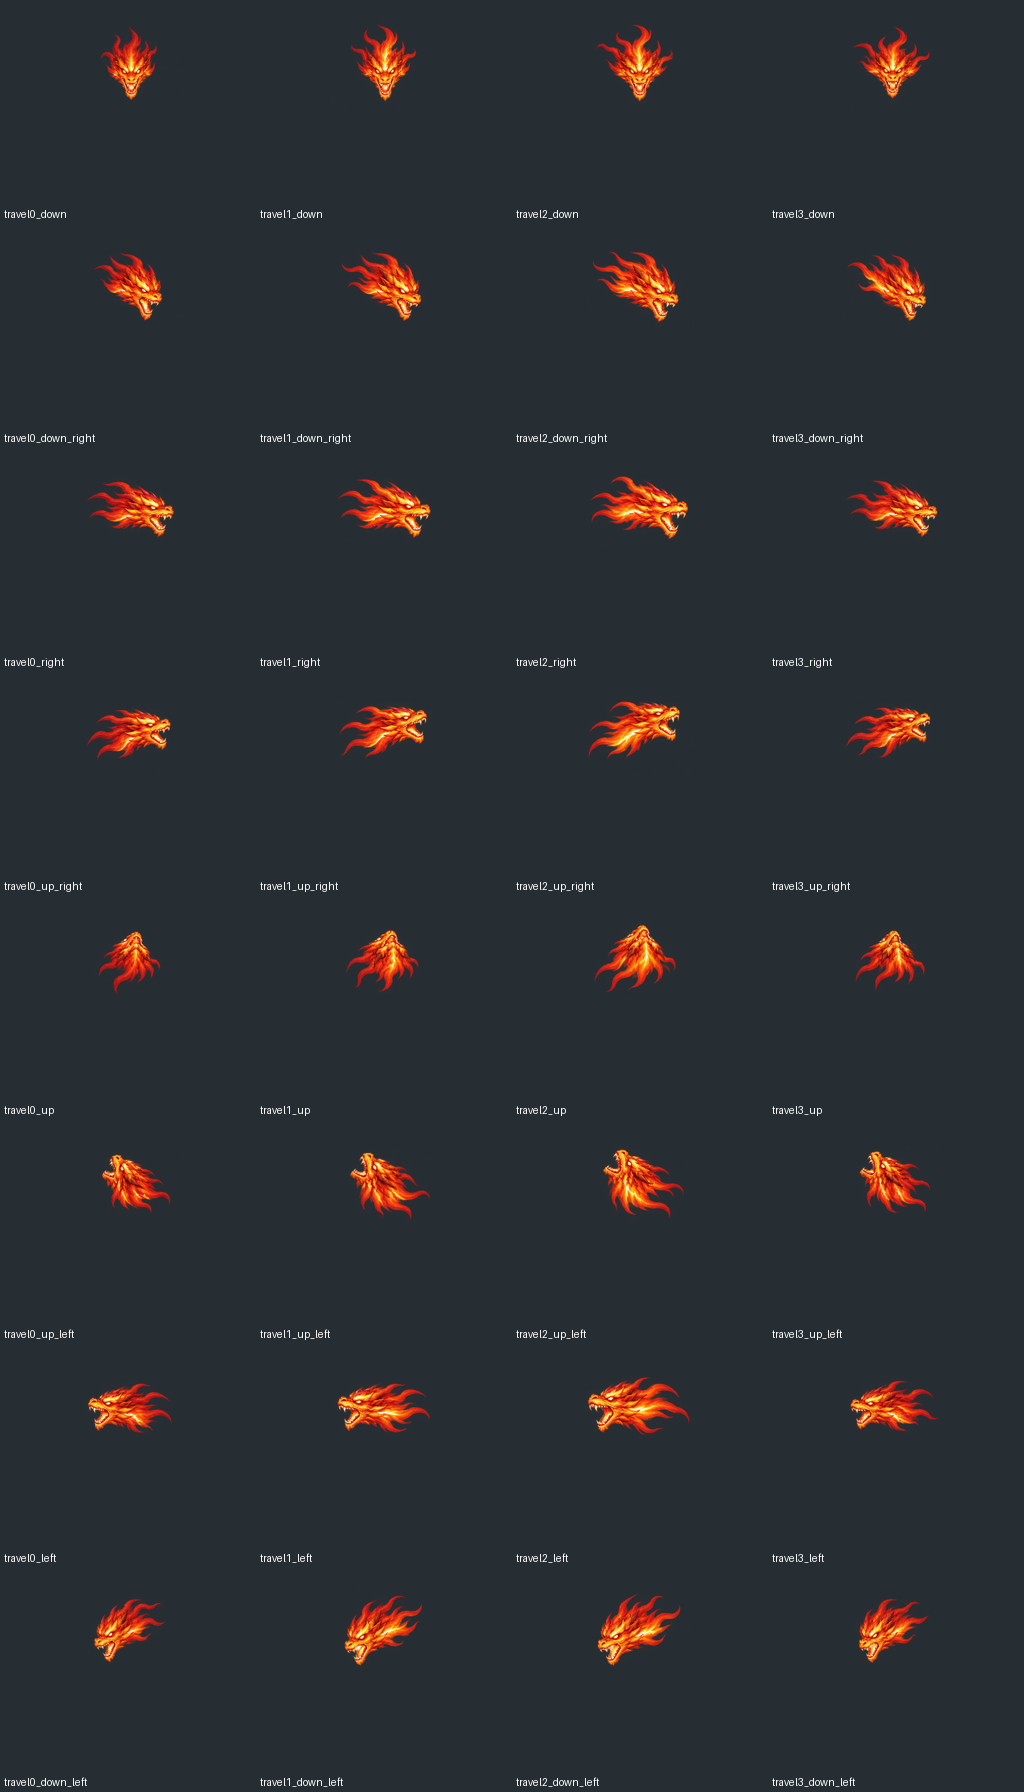 travel0_down travel1_down travel2_down travel3_down
travel0_down_right travel1_down_right travel2_down_right travel3_down_right
travel0_right travel1_right travel2_right travel3_right
travel0_up_right travel1_up_right travel2_up_right travel3_up_right
travel0_up travel1_up travel2_up travel3_up
travel0_up_left travel1_up_left travel2_up_left travel3_up_left
travel0_left travel1_left travel2_left travel3_left
travel0_down_left travel1_down_left travel2_down_left travel3_down_left